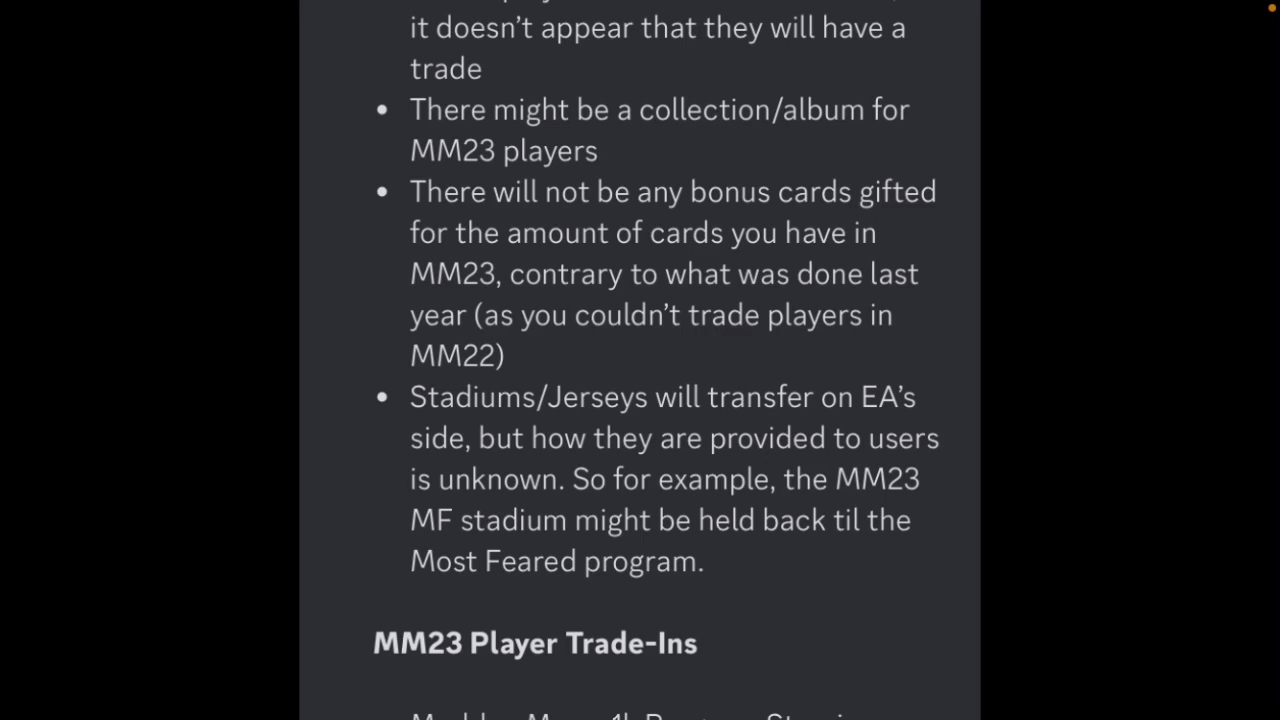 it doesn't appear that they will have a
trade
• There might be a collection/album for
MM23 players
• There will not be any bonus cards gifted
for the amount of cards you have in
MM23, contrary to what was done last
year (as you couldn't trade players in
MM22)
• Stadiums/Jerseys will transfer on EA's
side, but how they are provided to users
is unknown. So for example, the MM23
MF stadium might be held back til the
Most Feared program.
MM23 Player Trade-Ins